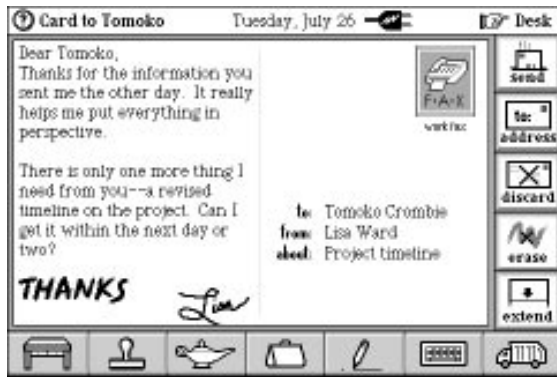 Card to Tomoko
Tuesday, July 26
Desk
Dear Tomoko,
Thanks for the information you
sent me the other day. It really
helps me put everything in
perspective.
There is only one more thing I
need from you--a revised
timeline on the project. Can I
get it within the next day or
two?
THANKS
Lisa
F·A·X
work fax
to: Tomoko Crombie
from: Lisa Ward
about: Project timeline
send
to:
address
discard
erase
extend